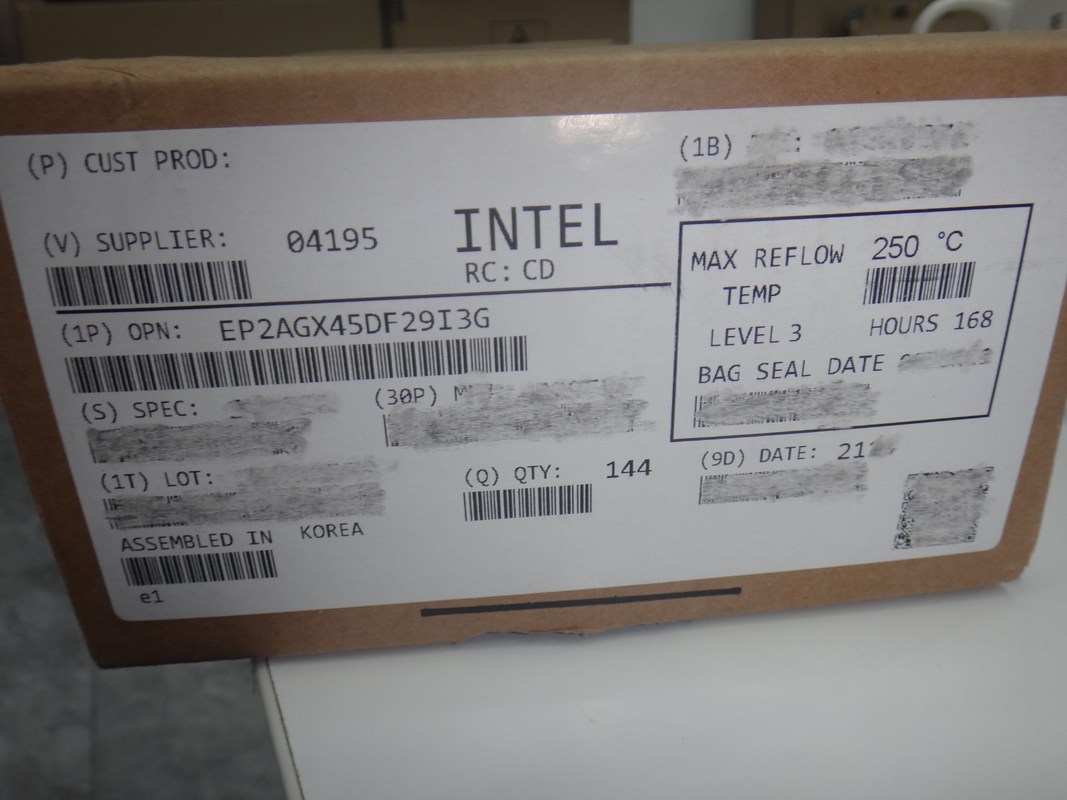 (P) CUST PROD:
(1B)
(V) SUPPLIER: 04195
INTEL
RC: CD
MAX REFLOW 250 °C
TEMP
LEVEL 3 HOURS 168
BAG SEAL DATE
(1P) OPN: EP2AGX45DF29I3G
(S) SPEC:
(30P)
(1T) LOT:
(Q) QTY: 144
(9D) DATE: 21
ASSEMBLED IN KOREA
e1